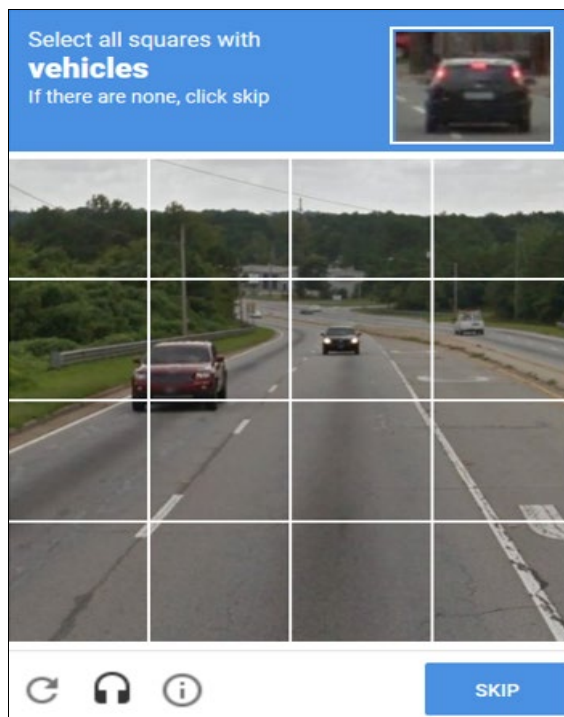 Select all squares with
vehicles
If there are none, click skip
SKIP